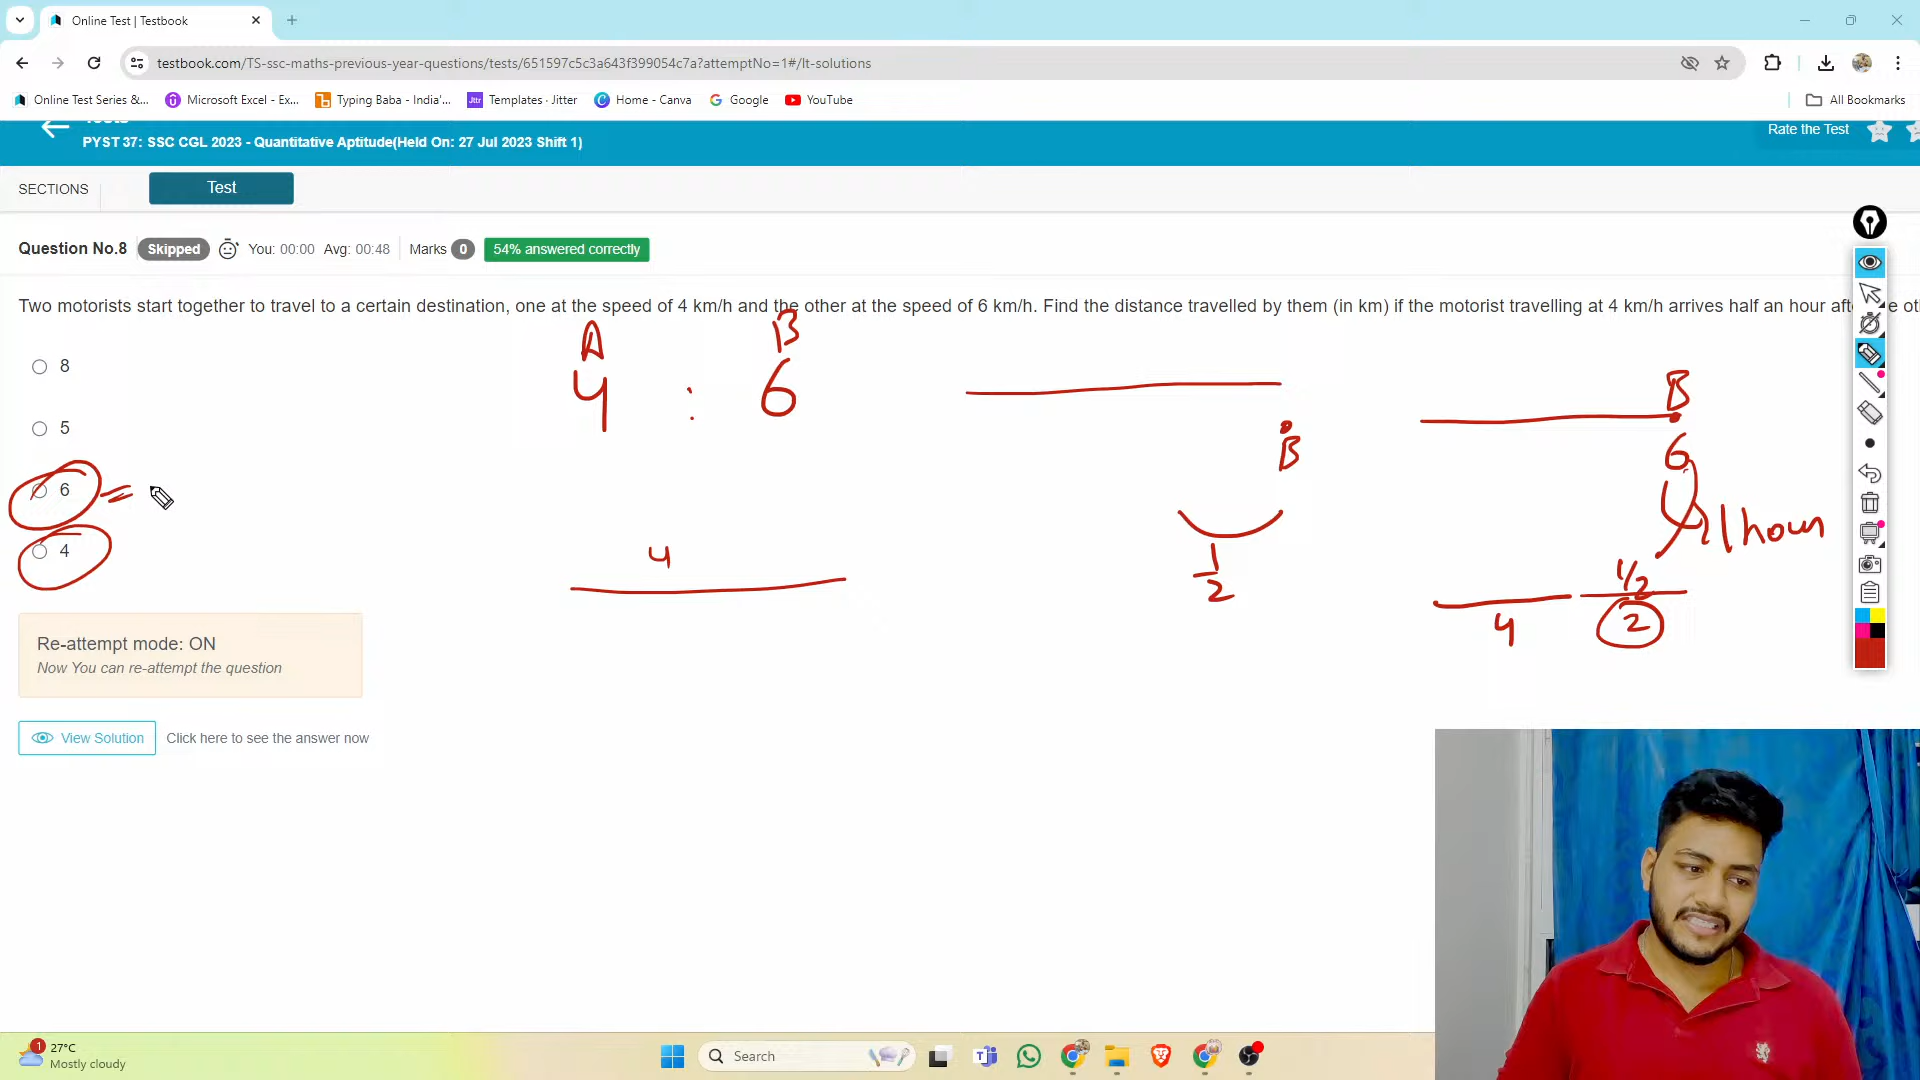 Online Test | Testbook
testbook.com/TS-ssc-maths-previous-year-questions/tests/651597c5c3a643f399054c7a?attemptNo=1#/lt-solutions
Online Test Series &... Microsoft Excel - Ex... Typing Baba - India'... Jttr Templates · Jitter Home - Canva Google YouTube All Bookmarks
PYST 37: SSC CGL 2023 - Quantitative Aptitude(Held On: 27 Jul 2023 Shift 1)
Rate the Test
SECTIONS Test
Question No.8 Skipped You: 00:00 Avg: 00:48 Marks 0 54% answered correctly
Two motorists start together to travel to a certain destination, one at the speed of 4 km/h and the other at the speed of 6 km/h. Find the distance travelled by them (in km) if the motorist travelling at 4 km/h arrives half an hour
A B
4 : 6
B
B
6
1 hour
4
1/2
1/2
4 2
8
5
6 =
4
Re-attempt mode: ON
Now You can re-attempt the question
View Solution Click here to see the answer now
1
27°C
Mostly cloudy
Search